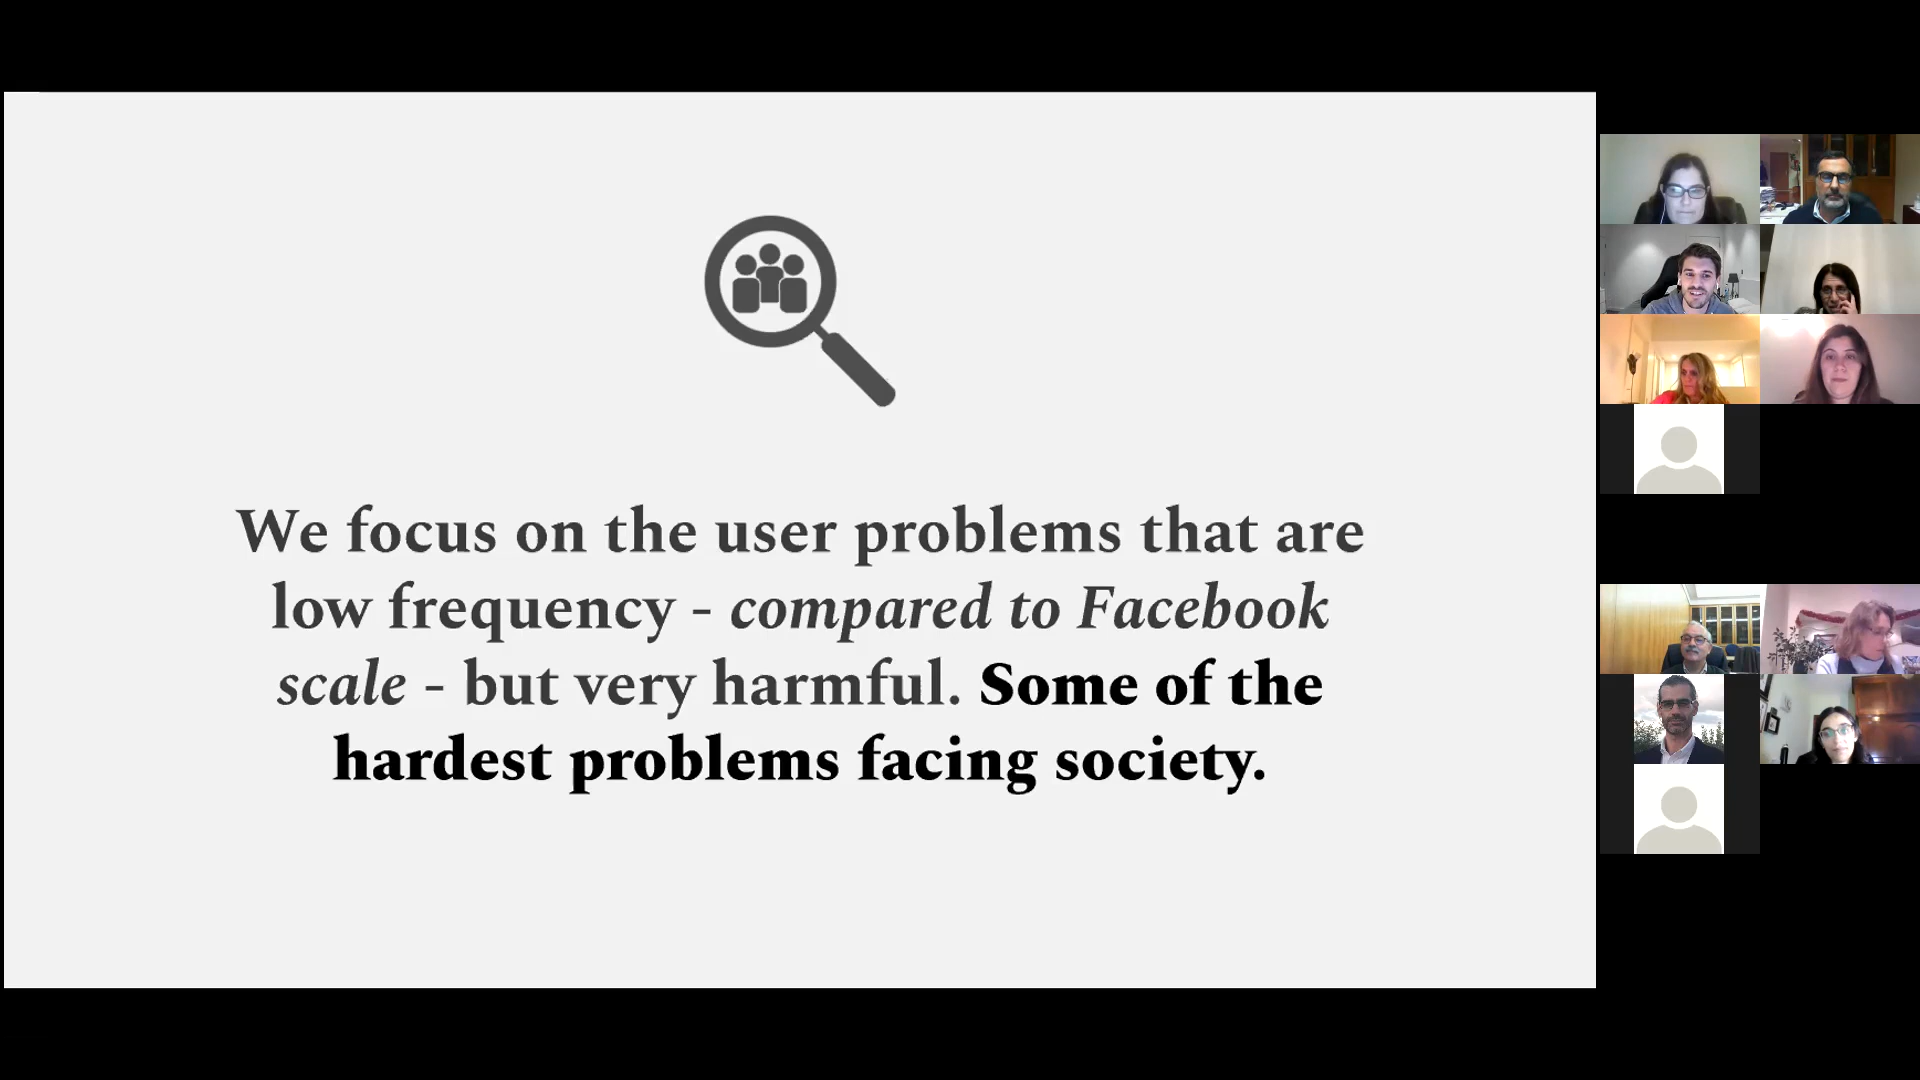 We focus on the user problems that are
low frequency - compared to Facebook
scale - but very harmful. Some of the
hardest problems facing society.